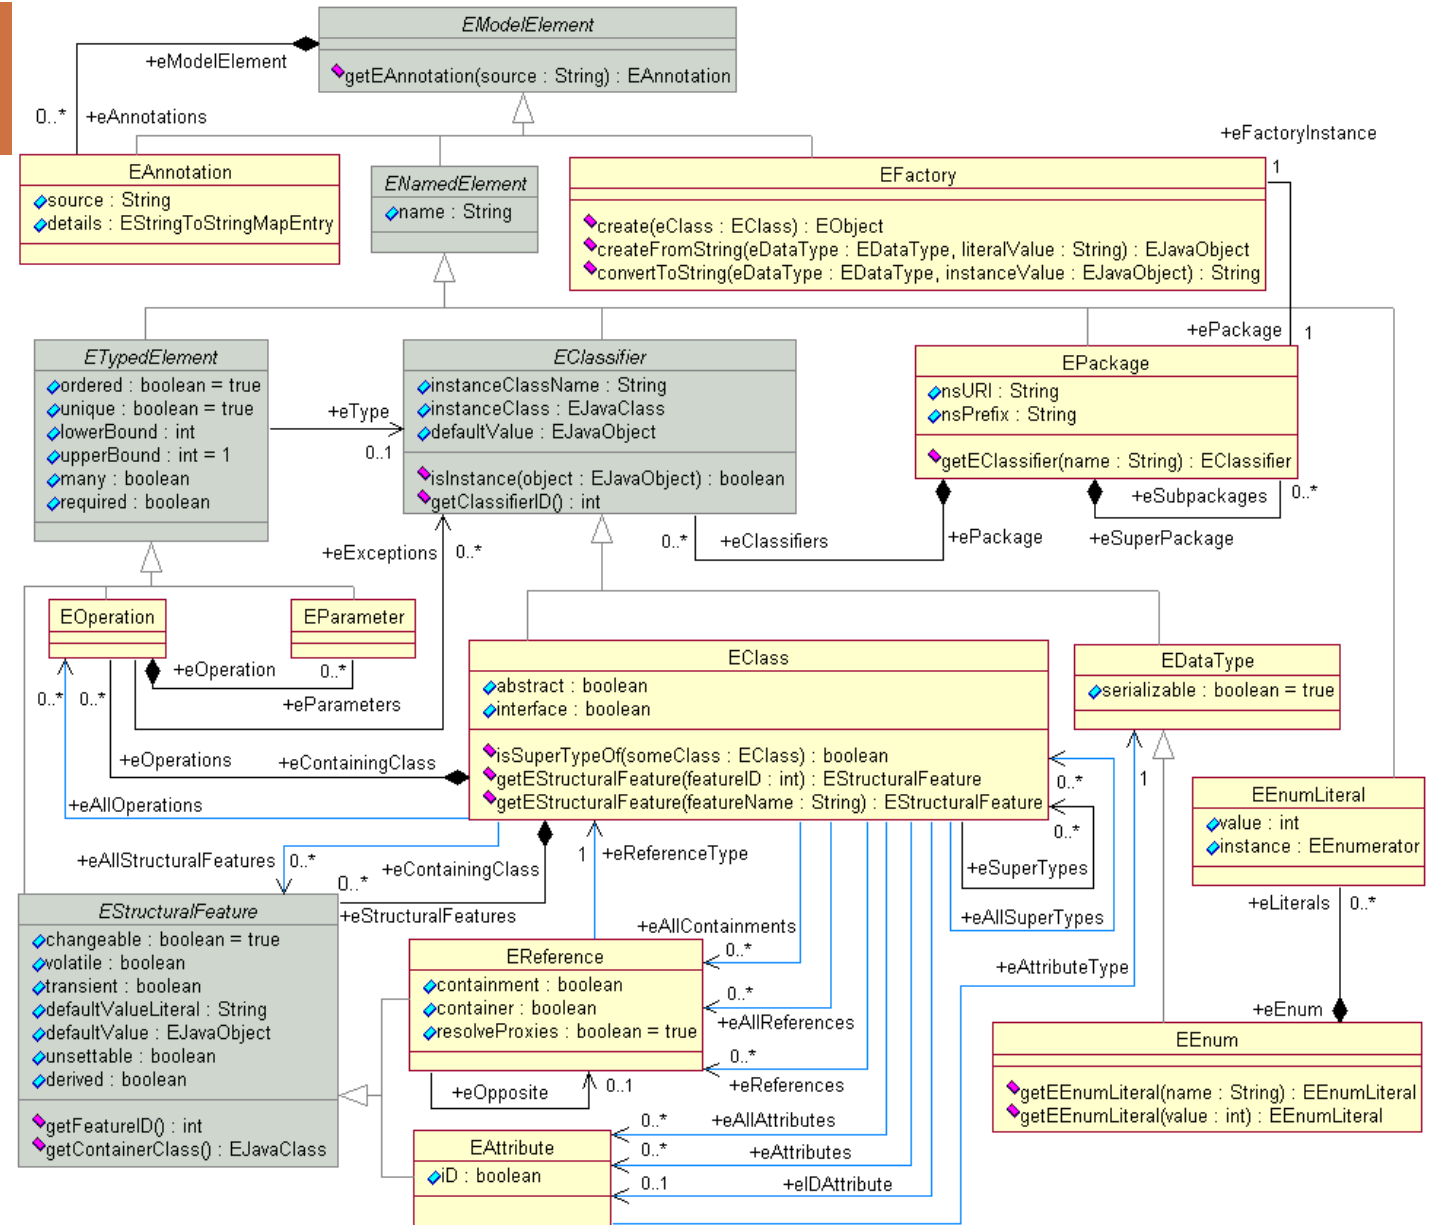 EModelElement
getEAnnotation(source : String) : EAnnotation
+eModelElement
0..*
+eAnnotations
+eFactoryInstance
1
EAnnotation
source : String
details : EStringToStringMapEntry
ENamedElement
name : String
EFactory
create(eClass : EClass) : EObject
createFromString(eDataType : EDataType, literalValue : String) : EJavaObject
convertToString(eDataType : EDataType, instanceValue : EJavaObject) : String
+ePackage
1
ETypedElement
ordered : boolean = true
unique : boolean = true
lowerBound : int
upperBound : int = 1
many : boolean
required : boolean
+eType
0..1
EClassifier
instanceClassName : String
instanceClass : EJavaClass
defaultValue : EJavaObject
isInstance(object : EJavaObject) : boolean
getClassifierID() : int
EPackage
nsURI : String
nsPrefix : String
getEClassifier(name : String) : EClassifier
+eSubpackages
0..*
+eSuperPackage
+ePackage
0..*
+eClassifiers
+eExceptions
0..*
EOperation
EParameter
+eOperation
0..*
+eParameters
0..*
0..*
+eOperations
+eContainingClass
+eAllOperations
EClass
abstract : boolean
interface : boolean
isSuperTypeOf(someClass : EClass) : boolean
getEStructuralFeature(featureID : int) : EStructuralFeature
getEStructuralFeature(featureName : String) : EStructuralFeature
EDataType
serializable : boolean = true
0..*
0..*
1
+eSuperTypes
+eAllSuperTypes
EEnumLiteral
value : int
instance : EEnumerator
+eLiterals
0..*
+eAllStructuralFeatures
0..*
+eContainingClass
0..*
+eStructuralFeatures
1
+eReferenceType
EStructuralFeature
changeable : boolean = true
volatile : boolean
transient : boolean
defaultValueLiteral : String
defaultValue : EJavaObject
unsettable : boolean
derived : boolean
getFeatureID() : int
getContainerClass() : EJavaClass
+eAllContainments
0..*
0..*
+eAllReferences
0..*
+eReferences
EReference
containment : boolean
container : boolean
resolveProxies : boolean = true
+eOpposite
0..1
+eAttributeType
+eEnum
EEnum
getEEnumLiteral(name : String) : EEnumLiteral
getEEnumLiteral(value : int) : EEnumLiteral
0..*
+eAllAttributes
0..*
+eAttributes
0..1
+eIDAttribute
EAttribute
iD : boolean